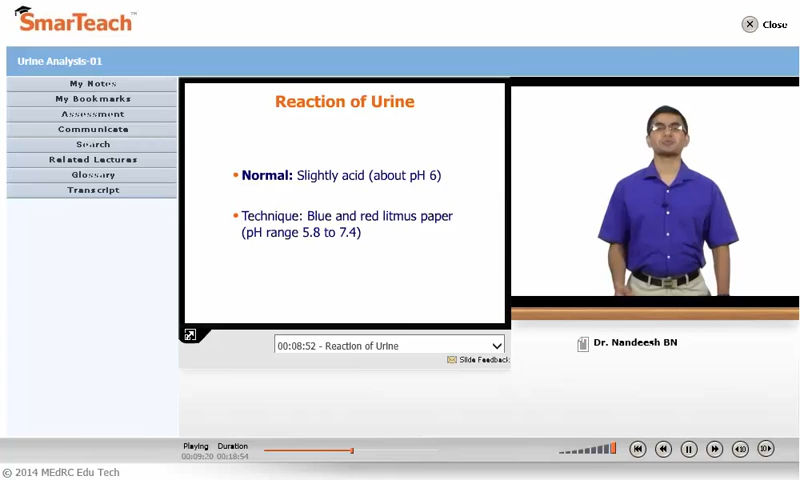 SmarTeach™
Close
Urine Analysis-01
My Notes
My Bookmarks
Assessment
Communicate
Search
Related Lectures
Glossary
Transcript
Reaction of Urine
• Normal: Slightly acid (about pH 6)
• Technique: Blue and red litmus paper
(pH range 5.8 to 7.4)
00:08:52 - Reaction of Urine
Slide Feedback
Dr. Nandeesh BN
Playing Duration
00:09:20 00:18:54
10 10
© 2014 MEdRC Edu Tech